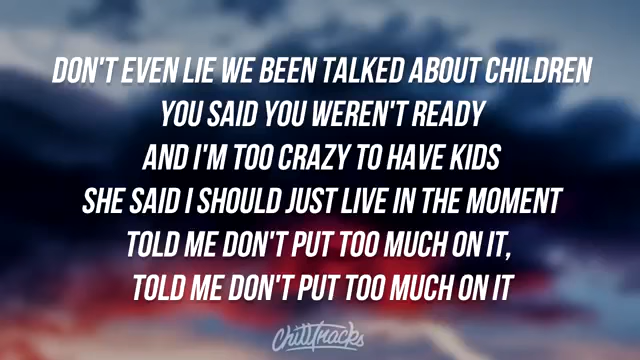 DON'T EVEN LIE WE BEEN TALKED ABOUT CHILDREN
YOU SAID YOU WEREN'T READY
AND I'M TOO CRAZY TO HAVE KIDS
SHE SAID I SHOULD JUST LIVE IN THE MOMENT
TOLD ME DON'T PUT TOO MUCH ON IT,
TOLD ME DON'T PUT TOO MUCH ON IT
ChillTracks